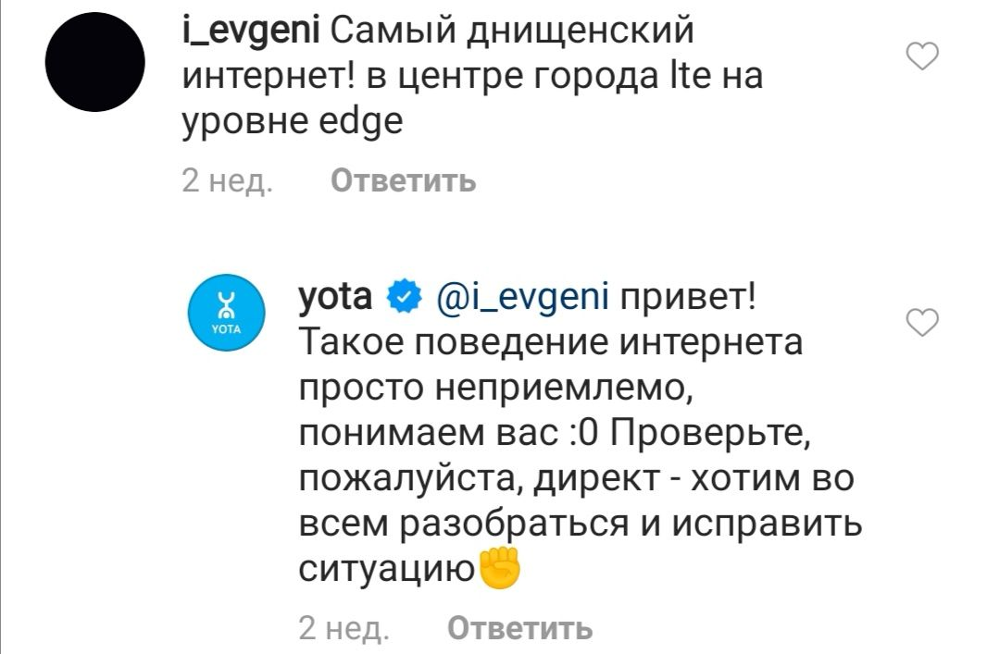 i_evgeni Самый днищенский
интернет! в центре города lte на
уровне edge
2 нед. Ответить
yota @i_evgeni привет!
YOTA
Такое поведение интернета
просто неприемлемо,
понимаем вас :0 Проверьте,
пожалуйста, директ - хотим во
всем разобраться и исправить
ситуацию✊
2 нед. Ответить